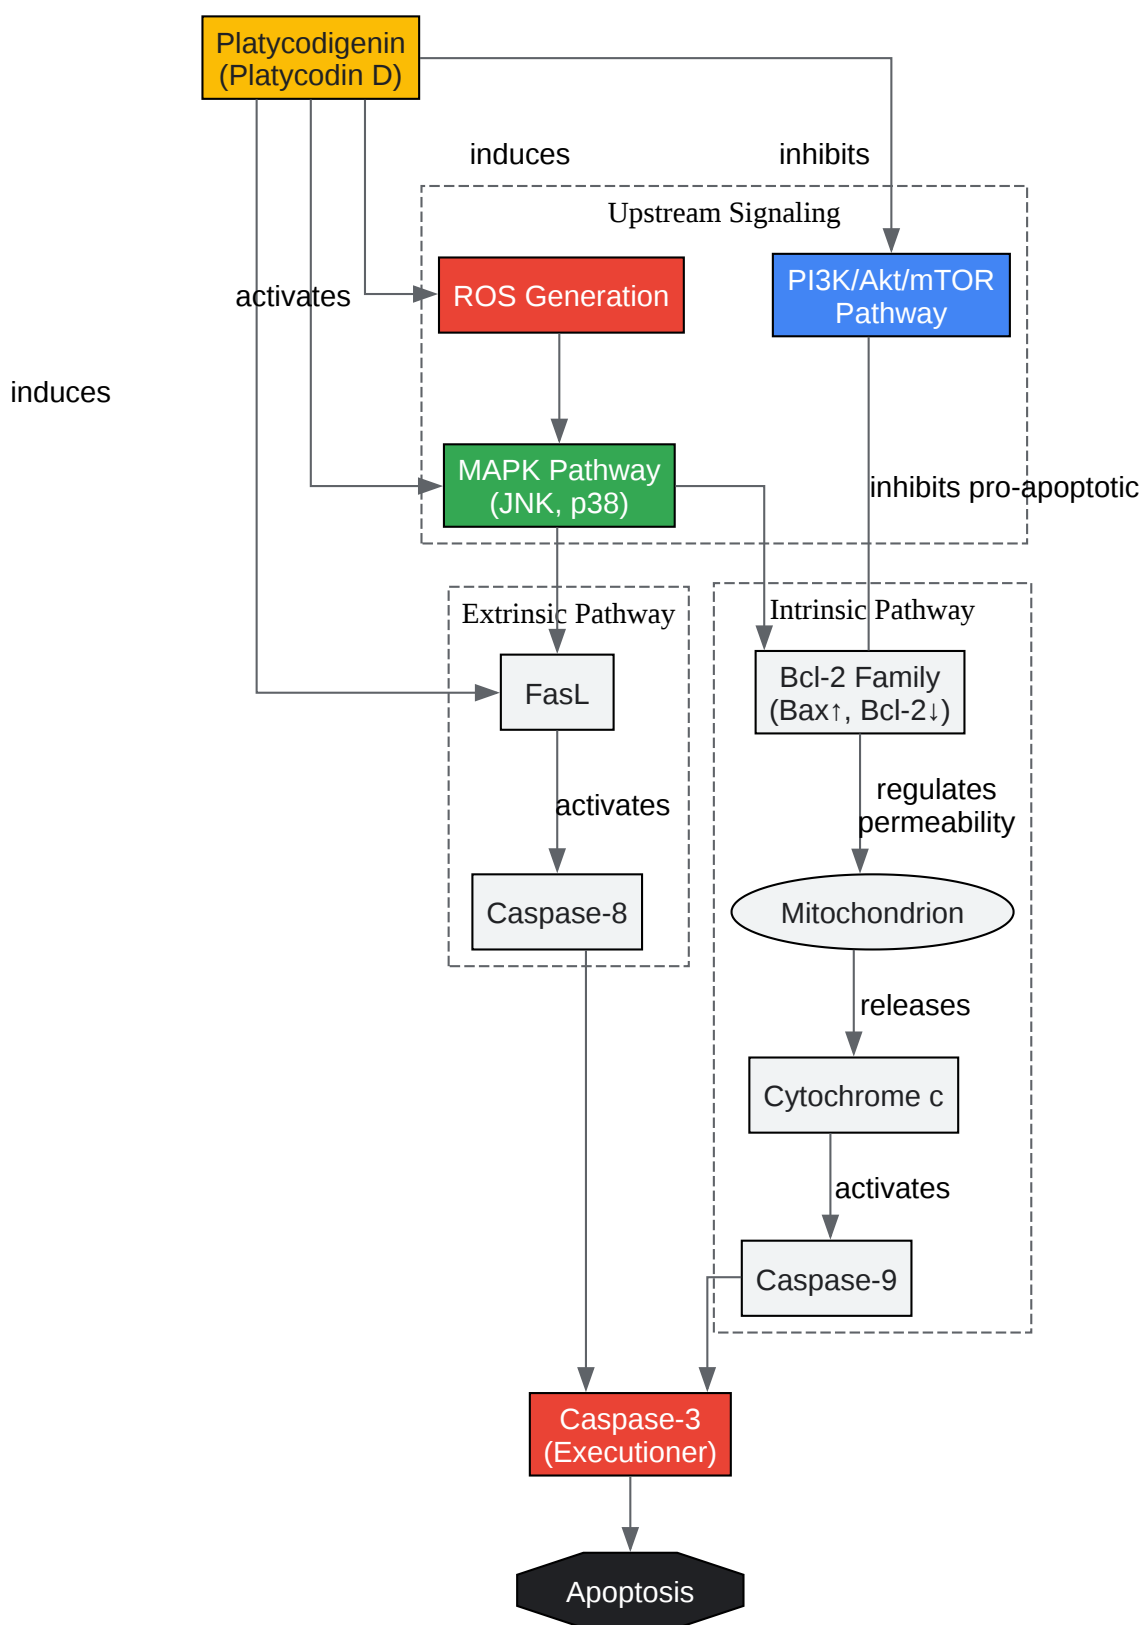 Platycodigenin
(Platycodin D)
induces
inhibits
Upstream Signaling
ROS Generation
PI3K/Akt/mTOR
Pathway
activates
induces
MAPK Pathway
(JNK, p38)
inhibits pro-apoptotic
Extrinsic Pathway
Intrinsic Pathway
FasL
Bcl-2 Family
(Bax↑, Bcl-2↓)
activates
regulates
permeability
Caspase-8
Mitochondrion
releases
Cytochrome c
activates
Caspase-9
Caspase-3
(Executioner)
Apoptosis